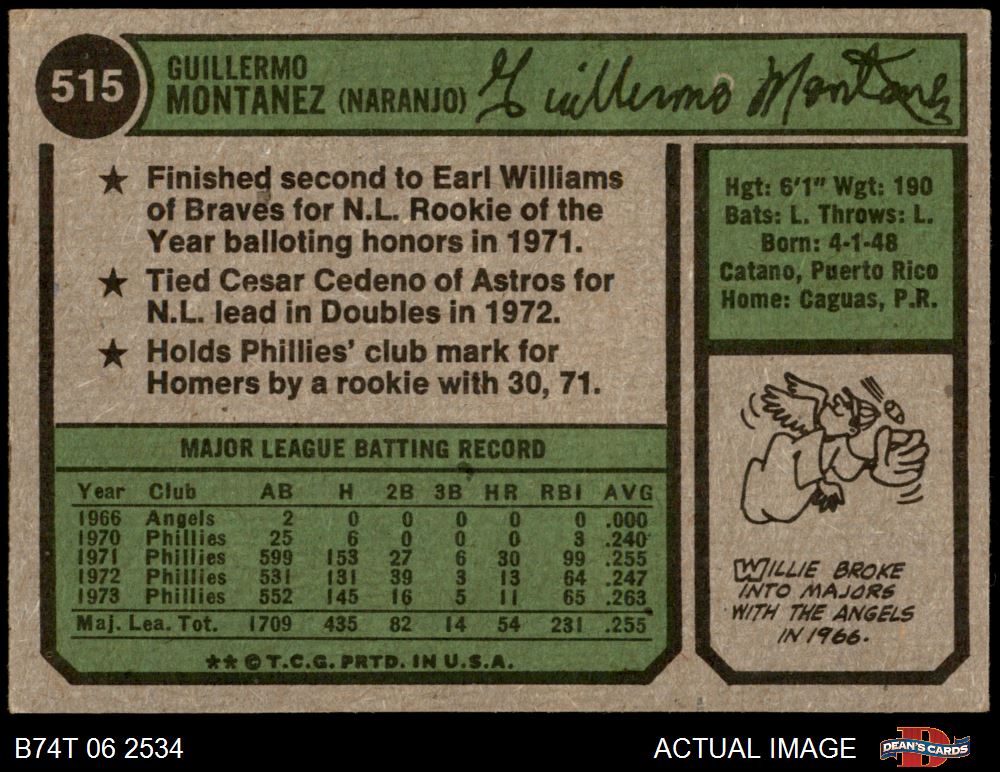 515
GUILLERMO
MONTANEZ (NARANJO) Guillermo Montanez
★ Finished second to Earl Williams
of Braves for N.L. Rookie of the
Year balloting honors in 1971.
★ Tied Cesar Cedeno of Astros for
N.L. lead in Doubles in 1972.
★ Holds Phillies' club mark for
Homers by a rookie with 30, 71.
Hgt: 6'1" Wgt: 190
Bats: L. Throws: L.
Born: 4-1-48
Catano, Puerto Rico
Home: Caguas, P.R.
MAJOR LEAGUE BATTING RECORD
Year Club AB H 2B 3B HR RBI AVG
1966 Angels 2 0 0 0 0 0 .000
1970 Phillies 25 6 0 0 0 3 .240
1971 Phillies 599 153 27 6 30 99 .255
1972 Phillies 531 131 39 3 13 64 .247
1973 Phillies 552 145 16 5 11 65 .263
Maj. Lea. Tot. 1709 435 82 14 54 231 .255
** © T.C.G. PRTD. IN U.S.A.
WILLIE BROKE
INTO MAJORS
WITH THE ANGELS
IN 1966.
B74T 06 2534
ACTUAL IMAGE
D
DEAN'S CARDS